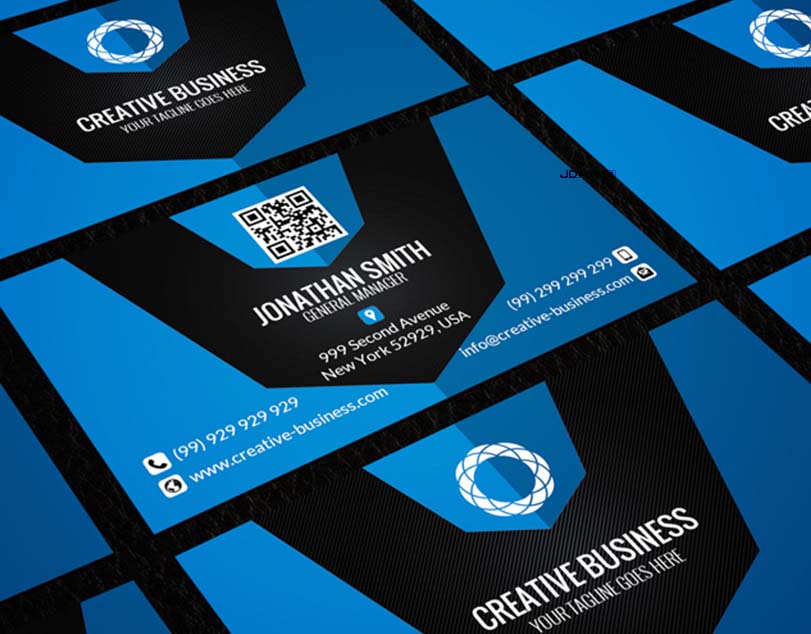 CREATIVE BUSINESS
YOUR TAGLINE GOES HERE
JONATHAN SMITH
GENERAL MANAGER
999 Second Avenue
New York 52929, USA
(99) 299 299 299
info@creative-business.com
(99) 929 929 929
www.creative-business.com
CREATIVE BUSINESS
YOUR TAGLINE GOES HERE